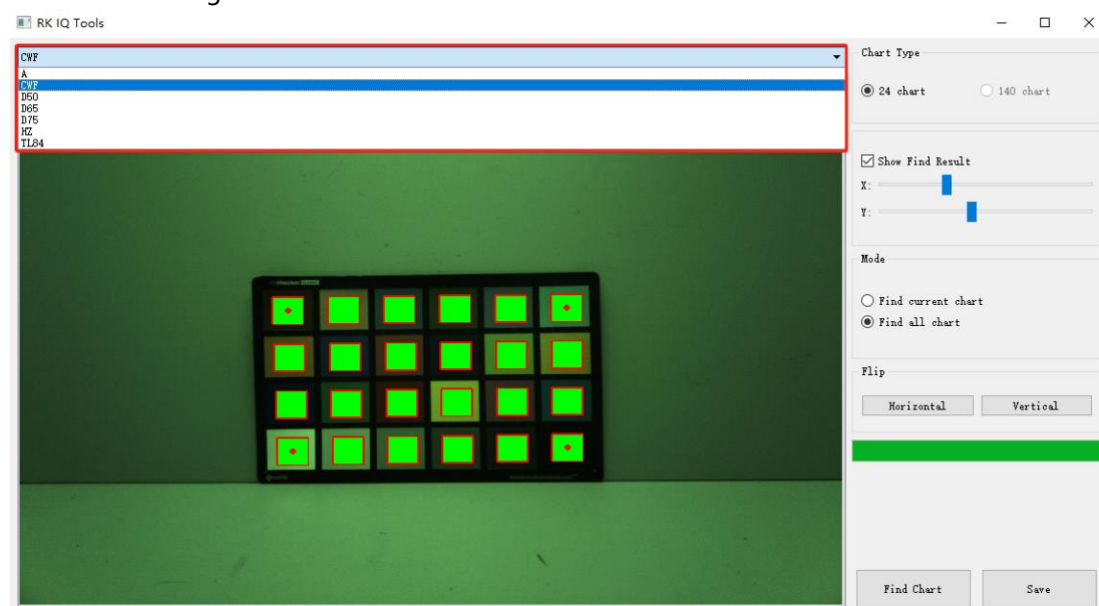 RK IQ Tools
CWF
A
CWF
D50
D65
D75
HZ
TL84
Chart Type
24 chart
140 chart
Show Find Result
X:
Y:
Mode
Find current chart
Find all chart
Flip
Horizontal
Vertical
Find Chart
Save